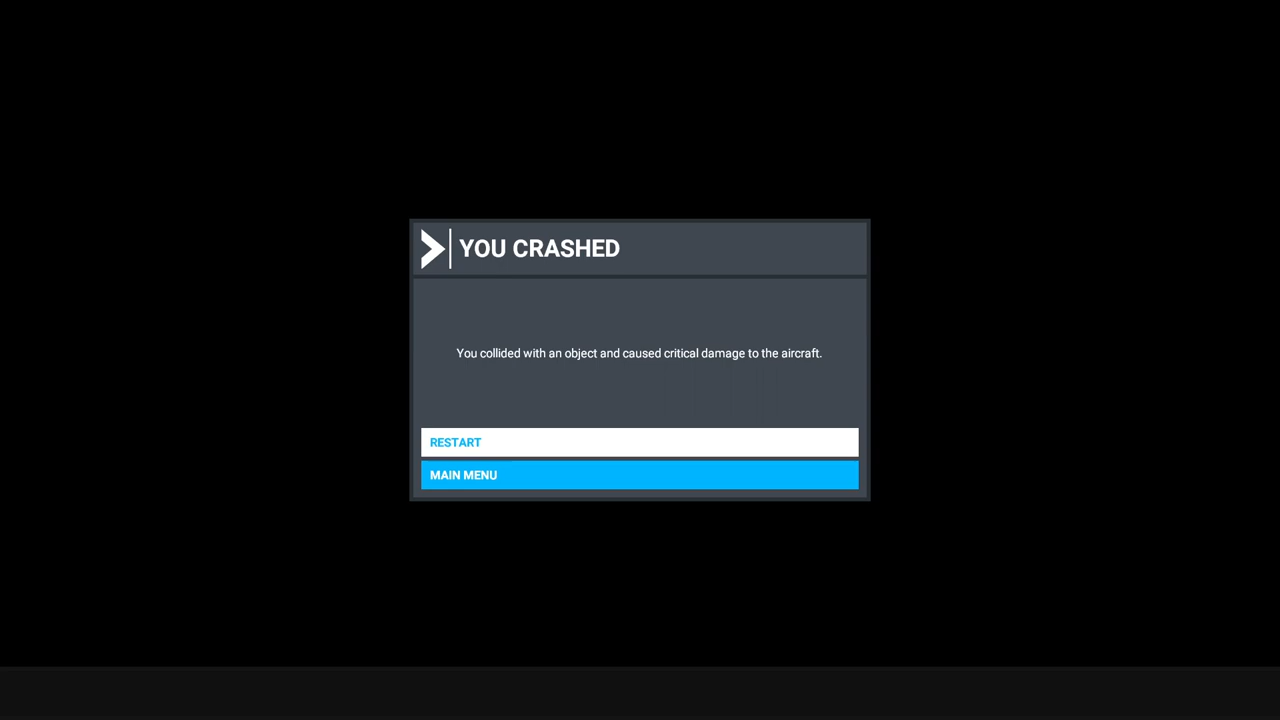 YOU CRASHED
You collided with an object and caused critical damage to the aircraft.
RESTART
MAIN MENU